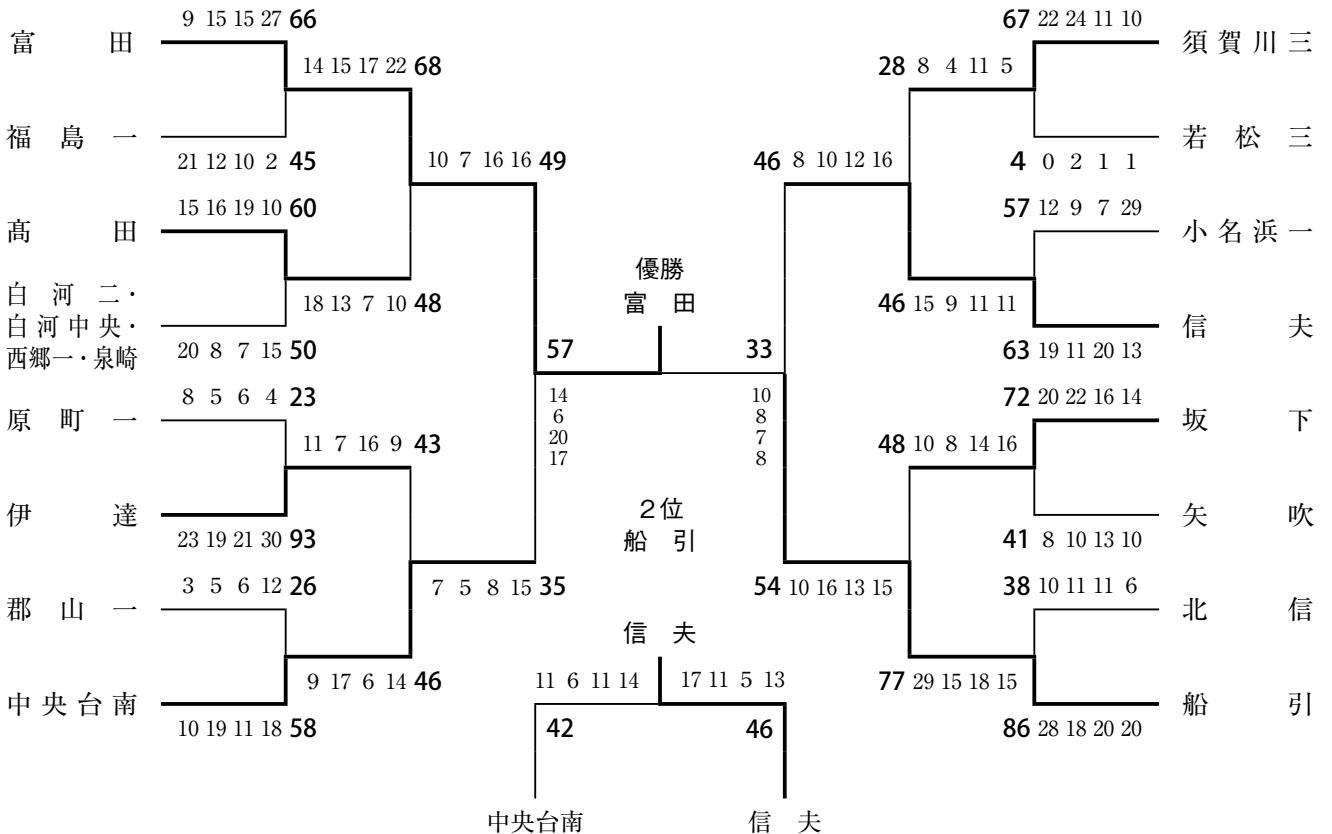 9 15 15 27 66
富田
14 15 17 22 68
福島一
21 12 10 2 45
10 7 16 16 49
15 16 19 10 60
髙田
18 13 7 10 48
白河二・
白河中央・
西郷一・泉崎
20 8 7 15 50
8 5 6 4 23
原町一
11 7 16 9 43
伊達
23 19 21 30 93
3 5 6 12 26
郡山一
7 5 8 15 35
9 17 6 14 46
中央台南
10 19 11 18 58
優勝
富田
57
33
14
6
20
17
10
8
7
8
2位
船引
信夫
11 6 11 14
17 11 5 13
42
46
中央台南
信夫
67 22 24 11 10
須賀川三
28 8 4 11 5
若松三
4 0 2 1 1
46 8 10 12 16
57 12 9 7 29
小名浜一
46 15 9 11 11
信夫
63 19 11 20 13
72 20 22 16 14
坂下
48 10 8 14 16
矢吹
41 8 10 13 10
54 10 16 13 15
38 10 11 11 6
北信
77 29 15 18 15
船引
86 28 18 20 20